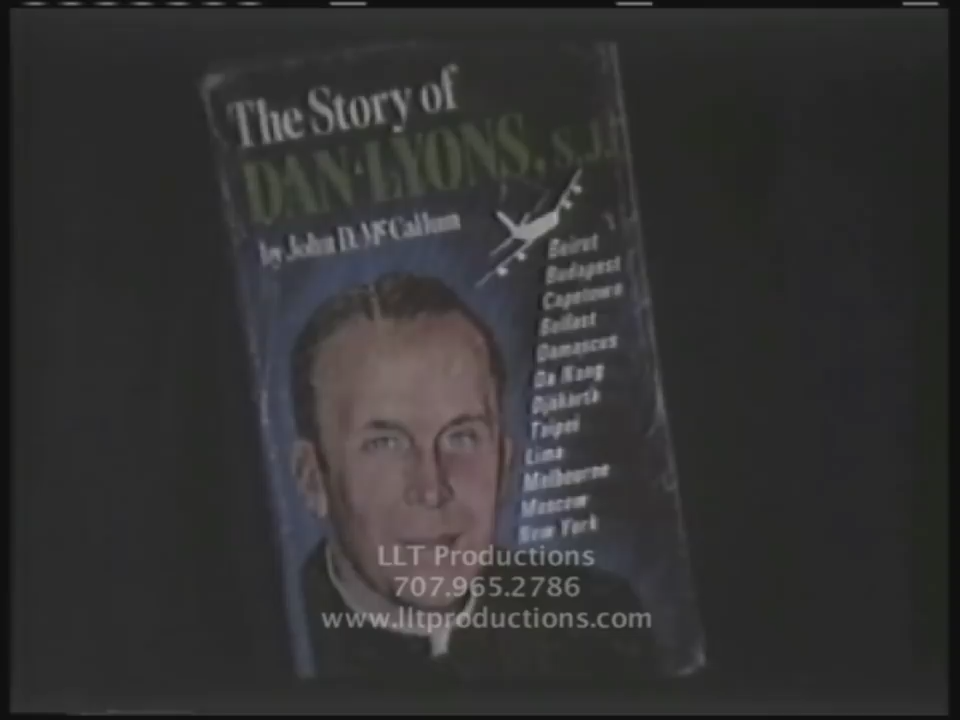 The Story of
DAN LYONS, S.J.
by John D. McCallum
Beirut
Budapest
Capetown
Belfast
Damascus
Da Nang
Djakarta
Taipei
Lima
Melbourne
Moscow
New York
LLT Productions
707.965.2786
www.lltproductions.com